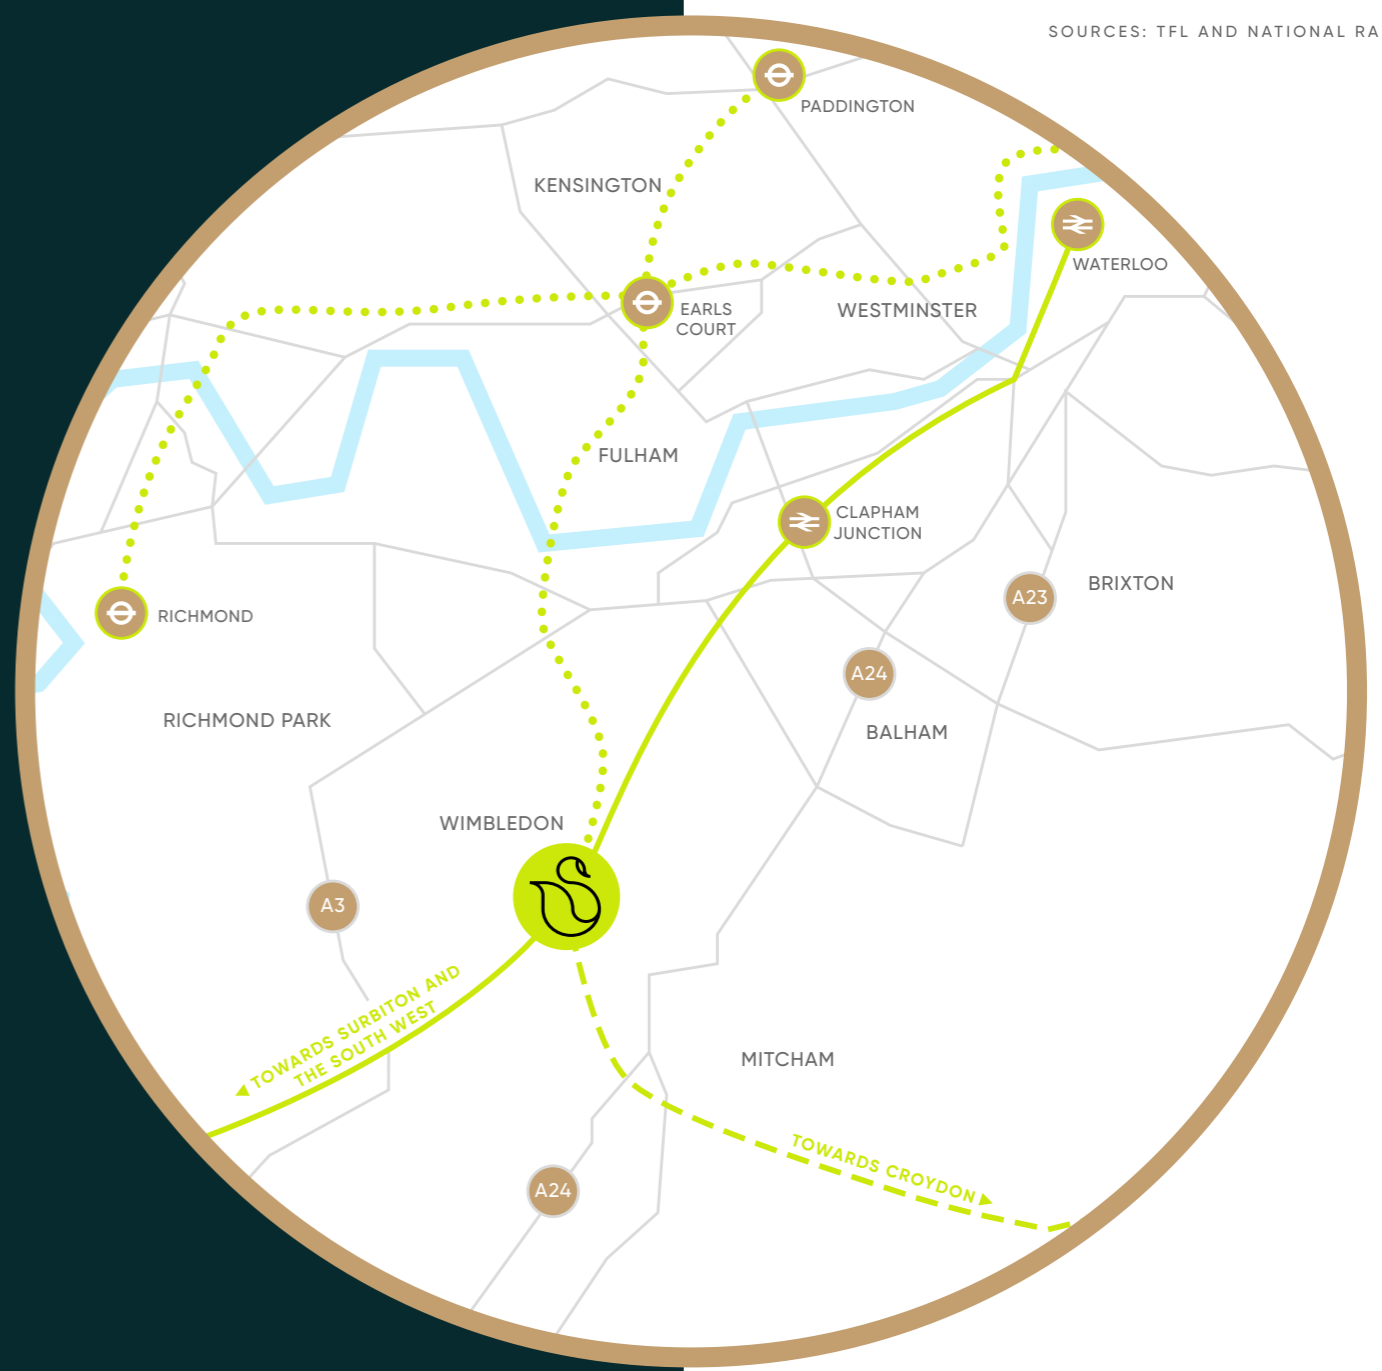 SOURCES: TFL AND NATIONAL RA
PADDINGTON
KENSINGTON
WATERLOO
EARLS
COURT
WESTMINSTER
FULHAM
CLAPHAM
JUNCTION
BRIXTON
A23
RICHMOND
A24
RICHMOND PARK
BALHAM
WIMBLEDON
A3
TOWARDS SURBITON AND
THE SOUTH WEST
MITCHAM
TOWARDS CROYDON
A24